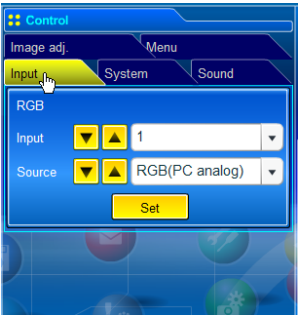 Control
Image adj. Menu
Input System Sound
RGB
Input 1
Source RGB(PC analog)
Set